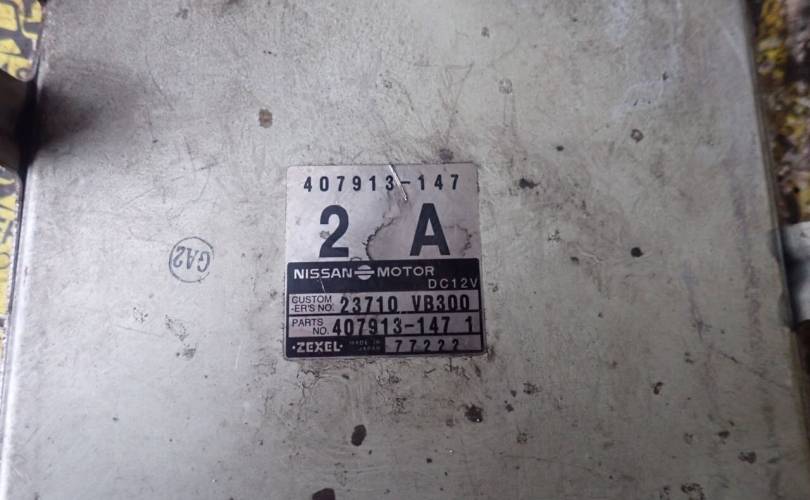 407913-147
2 A
NISSAN MOTOR
DC12V
CUSTOM
-ER'S NO. 23710 VB300
PARTS
NO. 407913-147 1
·ZEXEL· MADE IN
JAPAN 77222
GA2